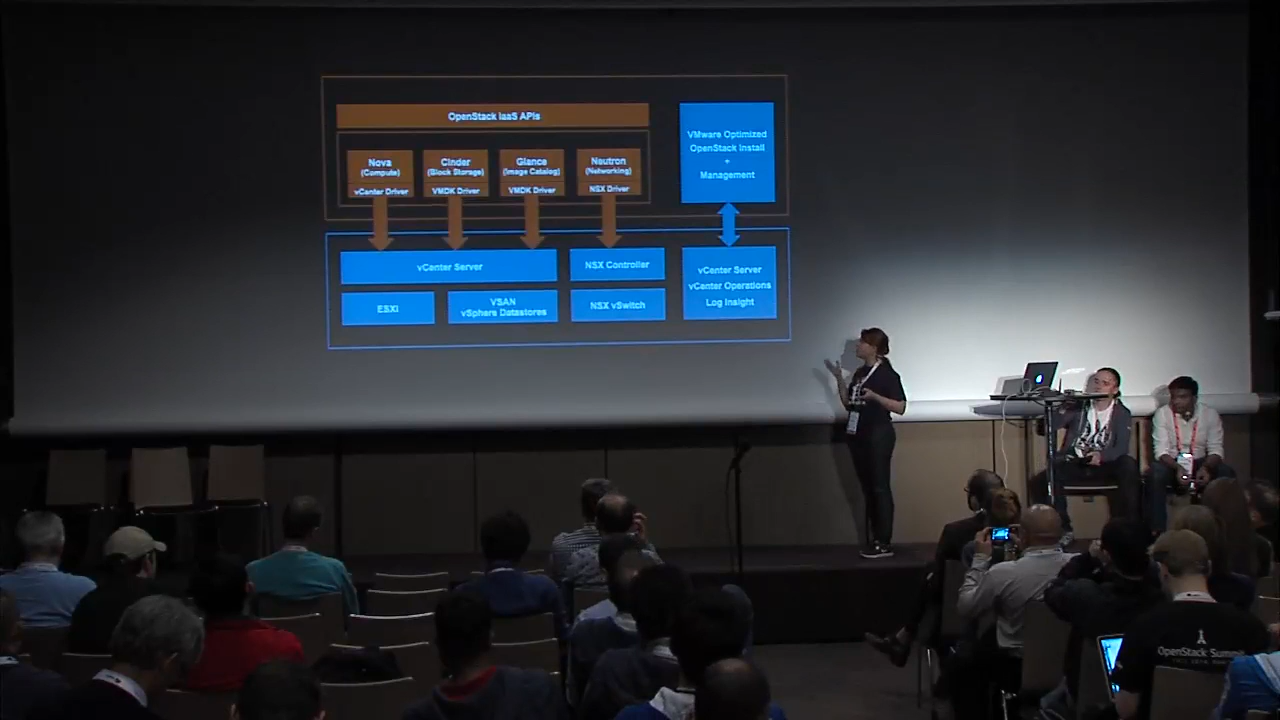 OpenStack IaaS APIs
Nova
(Compute)
vCenter Driver
Cinder
(Block Storage)
VMDK Driver
Glance
(Image Catalog)
VMDK Driver
Neutron
(Networking)
NSX Driver
VMware Optimized
OpenStack Install
+
Management
vCenter Server
NSX Controller
ESXi
VSAN
vSphere Datastores
NSX vSwitch
vCenter Server
vCenter Operations
Log Insight
OpenStack Summit